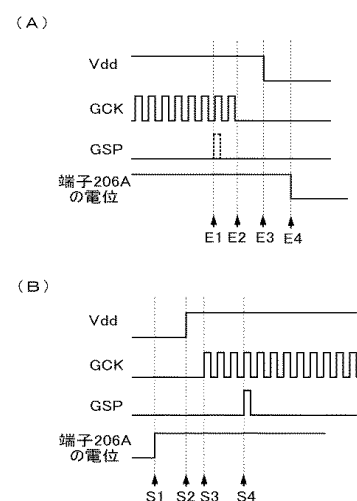 (A)
Vdd
GCK
GSP
端子206A
の電位
E1 E2 E3 E4
(B)
Vdd
GCK
GSP
端子206A
の電位
S1 S2 S3 S4